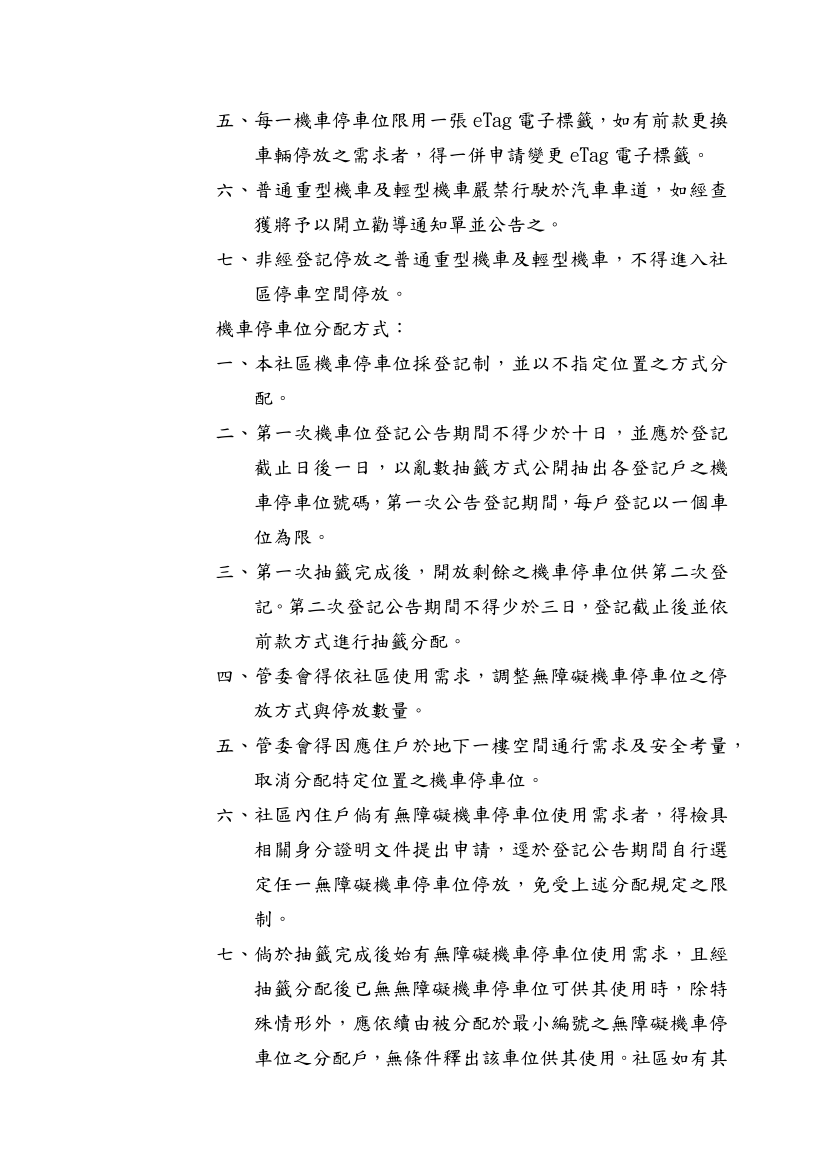 五、每一機車停車位限用一張 eTag 電子標籤，如有前款更換
車輛停放之需求者，得一併申請變更 eTag 電子標籤。
六、普通重型機車及輕型機車嚴禁行駛於汽車車道，如經查
獲將予以開立勸導通知單並公告之。
七、非經登記停放之普通重型機車及輕型機車，不得進入社
區停車空間停放。
機車停車位分配方式：
一、本社區機車停車位採登記制，並以不指定位置之方式分
配。
二、第一次機車位登記公告期間不得少於十日，並應於登記
截止日後一日，以亂數抽籤方式公開抽出各登記戶之機
車停車位號碼，第一次公告登記期間，每戶登記以一個車
位為限。
三、第一次抽籤完成後，開放剩餘之機車停車位供第二次登
記。第二次登記公告期間不得少於三日，登記截止後並依
前款方式進行抽籤分配。
四、管委會得依社區使用需求，調整無障礙機車停車位之停
放方式與停放數量。
五、管委會得因應住戶於地下一樓空間通行需求及安全考量，
取消分配特定位置之機車停車位。
六、社區內住戶倘有無障礙機車停車位使用需求者，得檢具
相關身分證明文件提出申請，逕於登記公告期間自行選
定任一無障礙機車停車位停放，免受上述分配規定之限
制。
七、倘於抽籤完成後始有無障礙機車停車位使用需求，且經
抽籤分配後已無無障礙機車停車位可供其使用時，除特
殊情形外，應依續由被分配於最小編號之無障礙機車停
車位之分配戶，無條件釋出該車位供其使用。社區如有其